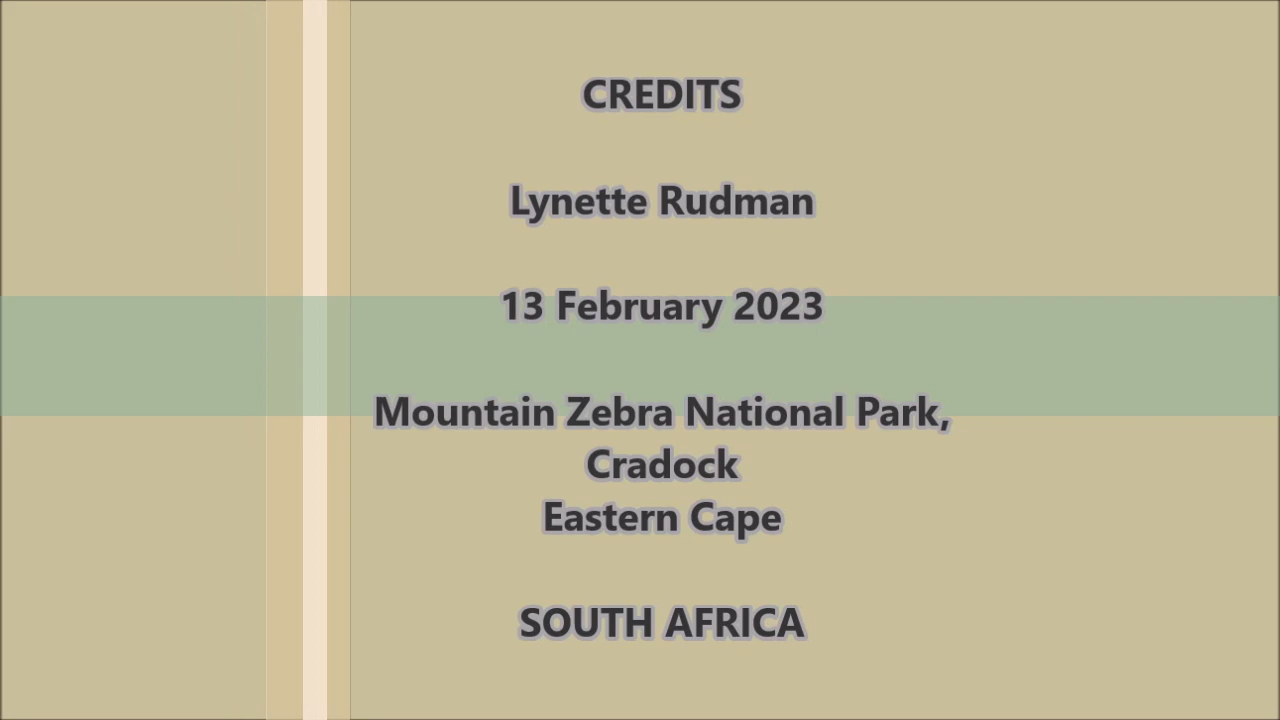 CREDITS
Lynette Rudman
13 February 2023
Mountain Zebra National Park,
Cradock
Eastern Cape
SOUTH AFRICA